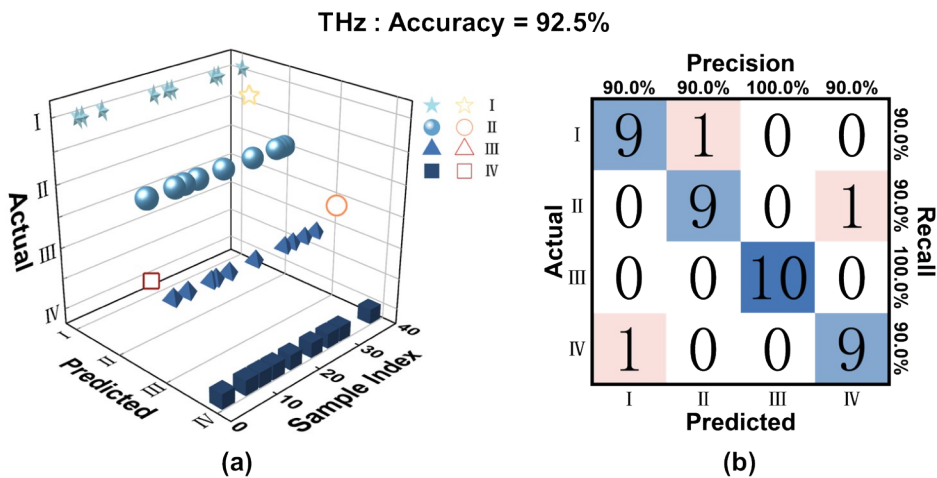 THz : Accuracy = 92.5%
I
II
III
IV
Actual
I
II
III
IV
Predicted
0
10
20
30
40
Sample Index
I
II
III
IV
(a)
Precision
90.0% 90.0% 100.0% 90.0%
I 9 1 0 0 90.0%
II 0 9 0 1 90.0%
III 0 0 10 0 100.0%
IV 1 0 0 9 90.0%
Actual
Recall
I II III IV
Predicted
(b)